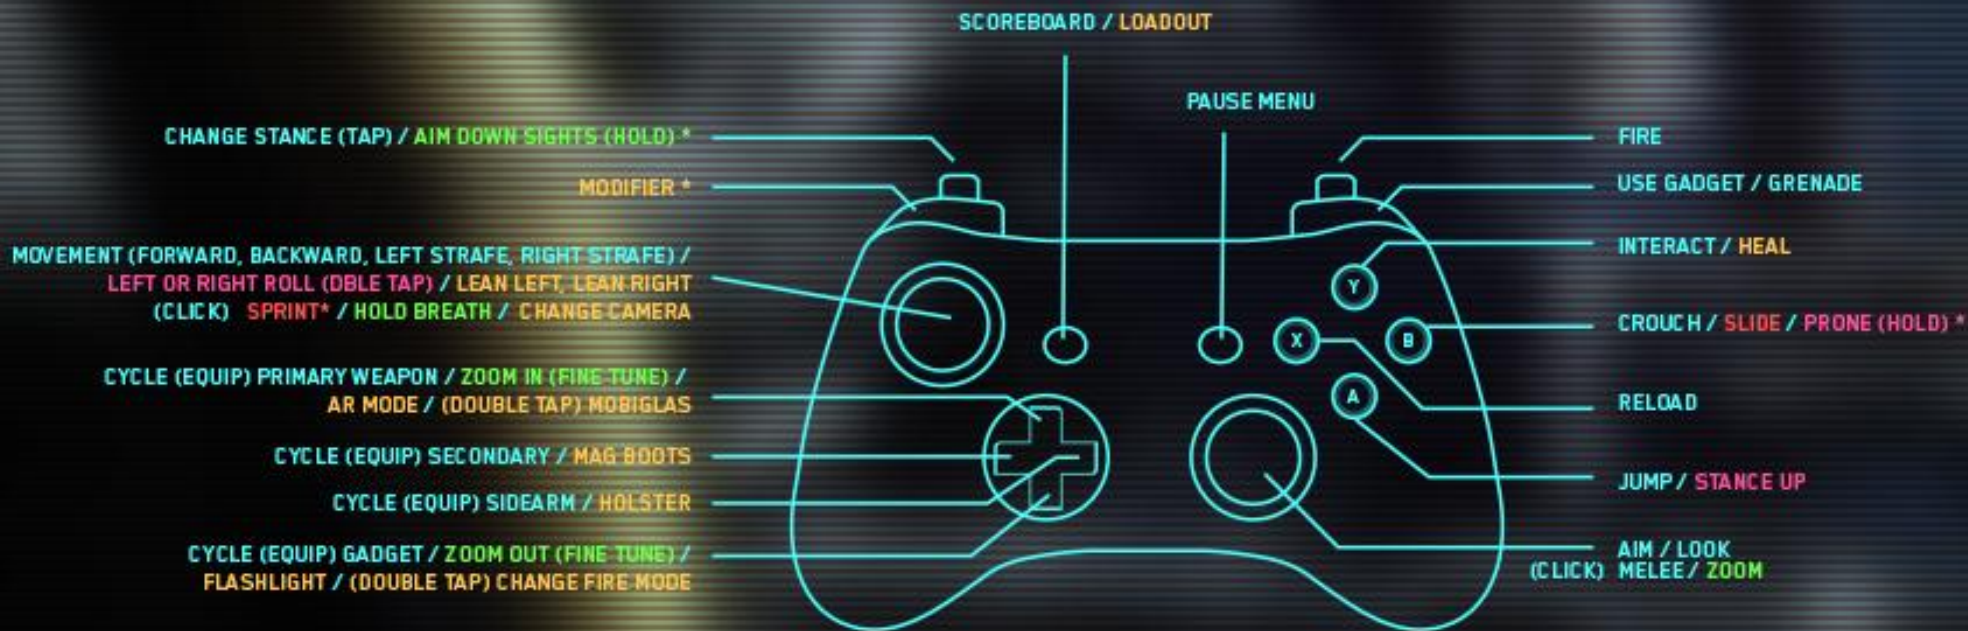 SCOREBOARD / LOADOUT
PAUSE MENU
CHANGE STANCE (TAP) / AIM DOWN SIGHTS (HOLD) *
MODIFIER *
MOVEMENT (FORWARD, BACKWARD, LEFT STRAFE, RIGHT STRAFE) /
LEFT OR RIGHT ROLL (DBLE TAP) / LEAN LEFT, LEAN RIGHT
(CLICK) SPRINT* / HOLD BREATH / CHANGE CAMERA
CYCLE (EQUIP) PRIMARY WEAPON / ZOOM IN (FINE TUNE) /
AR MODE / (DOUBLE TAP) MOBIGLAS
CYCLE (EQUIP) SECONDARY / MAG BOOTS
CYCLE (EQUIP) SIDEARM / HOLSTER
CYCLE (EQUIP) GADGET / ZOOM OUT (FINE TUNE) /
FLASHLIGHT / (DOUBLE TAP) CHANGE FIRE MODE
Y
X
B
A
FIRE
USE GADGET / GRENADE
INTERACT / HEAL
CROUCH / SLIDE / PRONE (HOLD) *
RELOAD
JUMP / STANCE UP
AIM / LOOK
(CLICK) MELEE / ZOOM